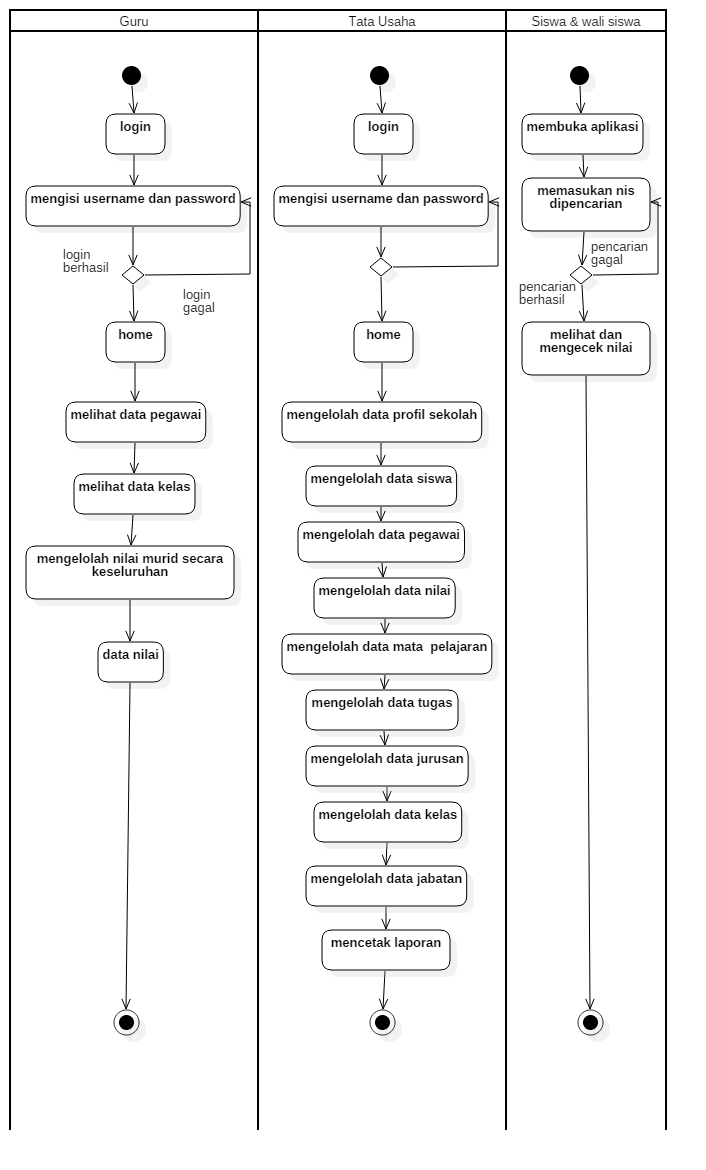 Guru
Tata Usaha
Siswa & wali siswa
login
mengisi username dan password
login
berhasil
login
gagal
home
melihat data pegawai
melihat data kelas
mengelolah nilai murid secara
keseluruhan
data nilai
login
mengisi username dan password
home
mengelolah data profil sekolah
mengelolah data siswa
mengelolah data pegawai
mengelolah data nilai
mengelolah data mata  pelajaran
mengelolah data tugas
mengelolah data jurusan
mengelolah data kelas
mengelolah data jabatan
mencetak laporan
membuka aplikasi
memasukan nis
dipencarian
pencarian
gagal
pencarian
berhasil
melihat dan
mengecek nilai